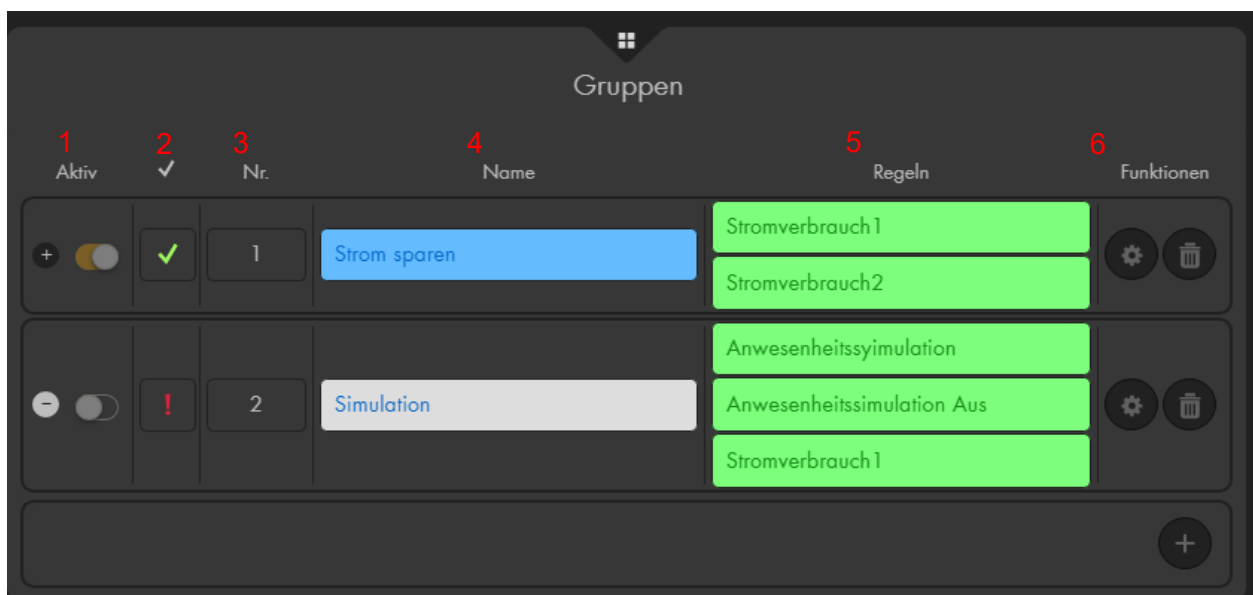 Gruppen
1 2 3 4 5 6
Aktiv Nr. Name Regeln Funktionen
1 Strom sparen Stromverbrauch1
Stromverbrauch2
Anwesenheitssyimulation
2 Simulation Anwesenheitssimulation Aus
Stromverbrauch1